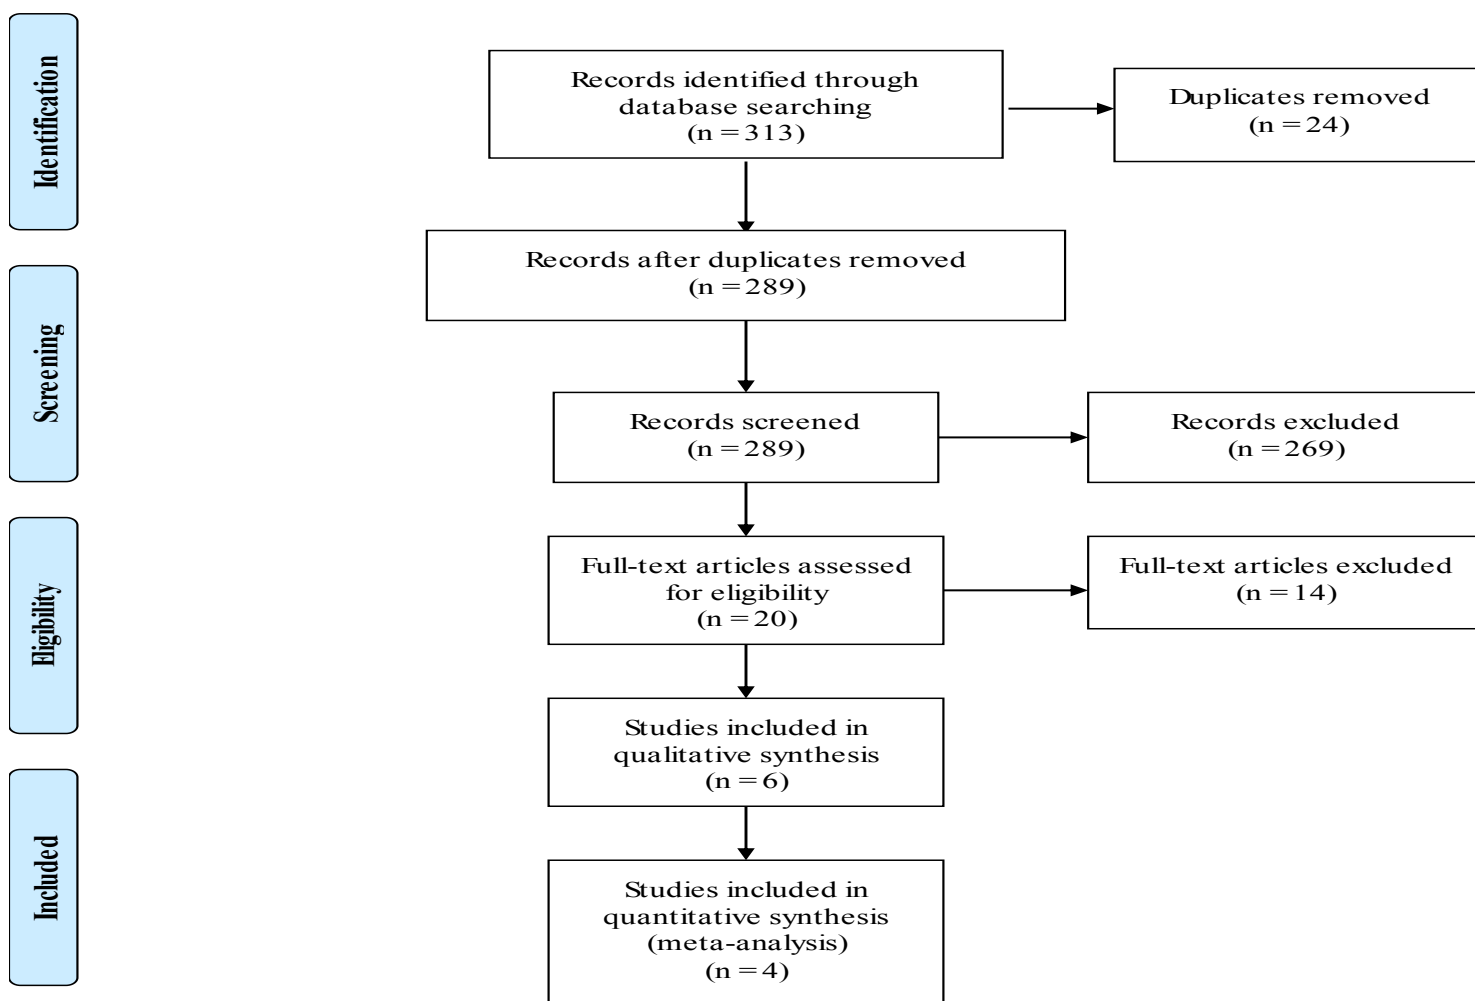 Identification
Records identified through
database searching
(n = 313)
Duplicates removed
(n = 24)
Records after duplicates removed
(n = 289)
Screening
Records screened
(n = 289)
Records excluded
(n = 269)
Eligibility
Full-text articles assessed
for eligibility
(n = 20)
Full-text articles excluded
(n = 14)
Studies included in
qualitative synthesis
(n = 6)
Included
Studies included in
quantitative synthesis
(meta-analysis)
(n = 4)